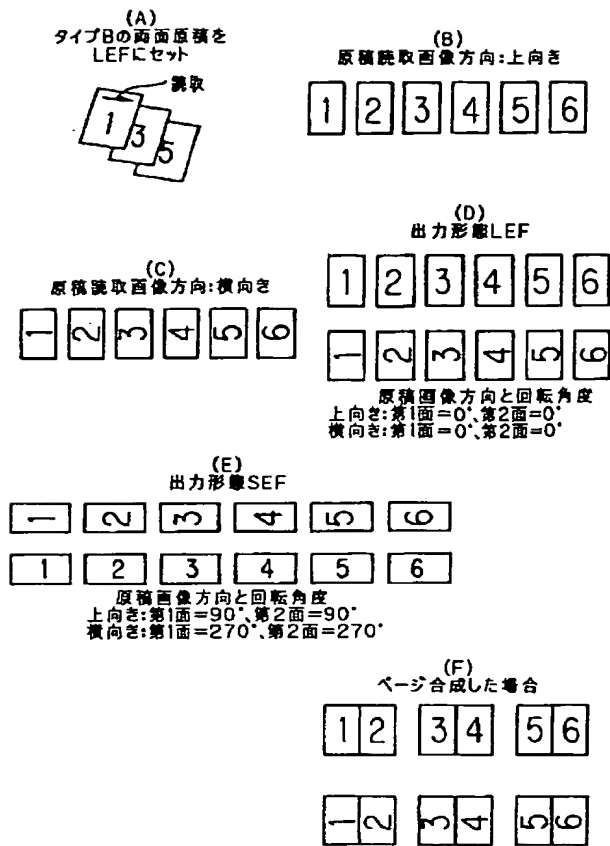 (A)
タイプBの両面原稿を
LEFにセット
読取
1 3 5
(B)
原稿読取画像方向:上向き
1 2 3 4 5 6
(C)
原稿読取画像方向:横向き
1 2 3 4 5 6
(D)
出力形態LEF
1 2 3 4 5 6
1 2 3 4 5 6
原稿画像方向と回転角度
上向き:第1面=0°、第2面=0°
横向き:第1面=0°、第2面=0°
(E)
出力形態SEF
1 2 3 4 5 6
1 2 3 4 5 6
原稿画像方向と回転角度
上向き:第1面=90°、第2面=90°
横向き:第1面=270°、第2面=270°
(F)
ページ合成した場合
1 2 3 4 5 6
1 2 3 4 5 6